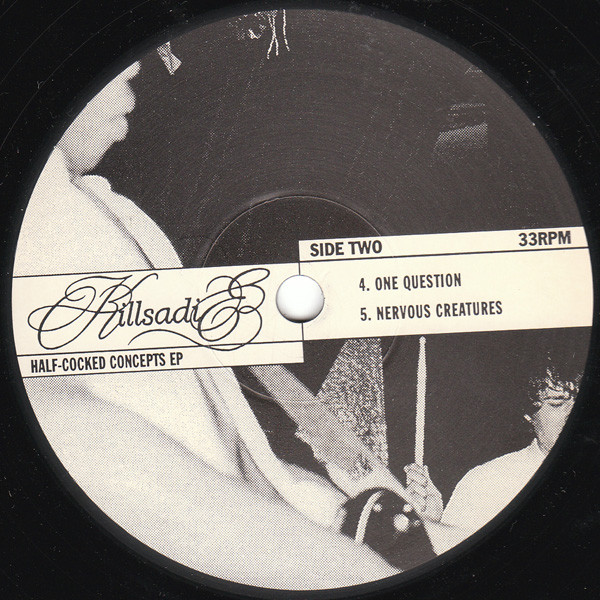 SIDE TWO 33RPM
4. ONE QUESTION
5. NERVOUS CREATURES
KillsadiE
HALF-COCKED CONCEPTS EP